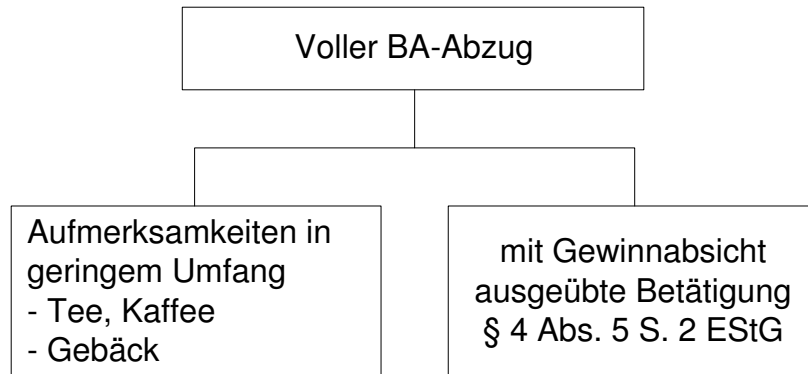 Voller BA-Abzug
Aufmerksamkeiten in
geringem Umfang
- Tee, Kaffee
- Gebäck
mit Gewinnabsicht
ausgeübte Betätigung
§ 4 Abs. 5 S. 2 EStG